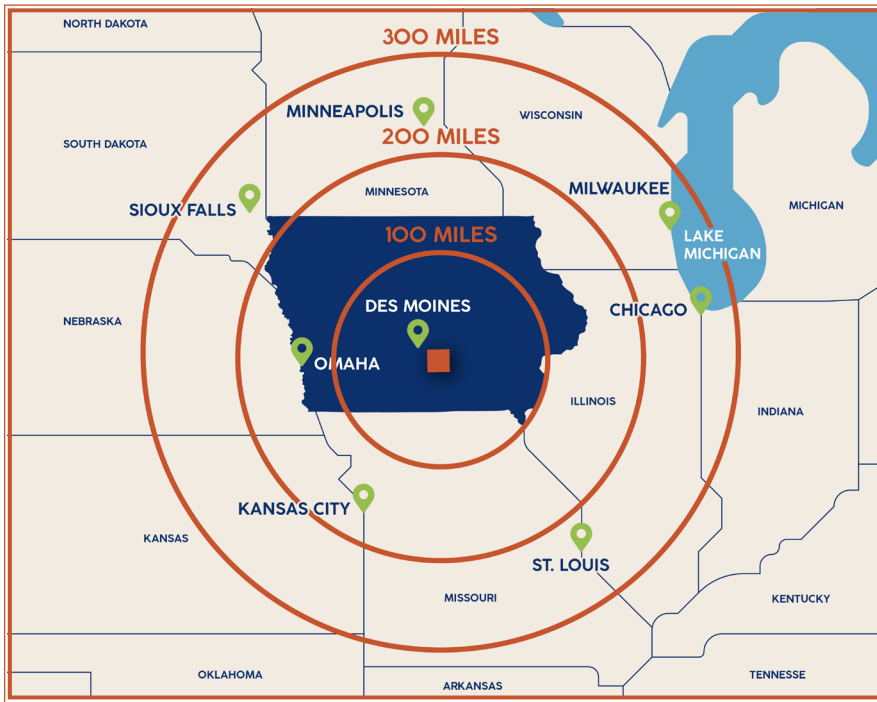 NORTH DAKOTA
300 MILES
MINNEAPOLIS
WISCONSIN
200 MILES
SOUTH DAKOTA
MINNESOTA
MILWAUKEE
SIOUX FALLS
MICHIGAN
100 MILES
LAKE
MICHIGAN
DES MOINES
CHICAGO
NEBRASKA
OMAHA
ILLINOIS
INDIANA
KANSAS CITY
KANSAS
ST. LOUIS
MISSOURI
KENTUCKY
OKLAHOMA
ARKANSAS
TENNESSE